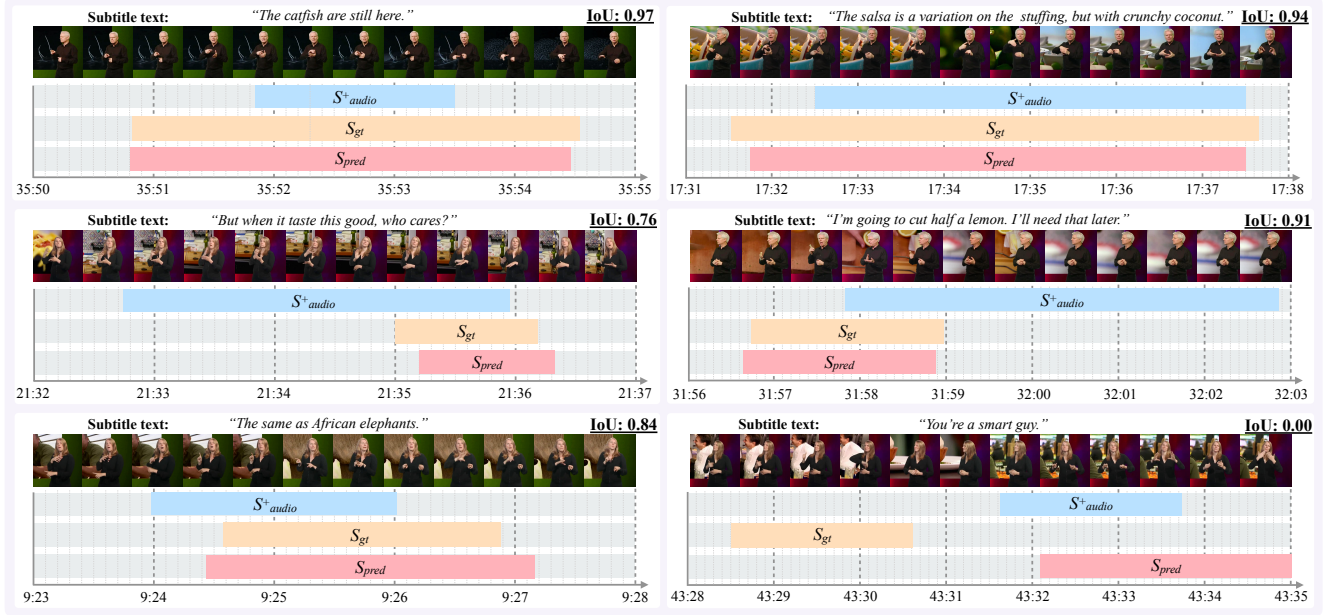 Subtitle text: “The catfish are still here.” IoU: 0.97
S+audio
Sgt
Spred
35:50 35:51 35:52 35:53 35:54 35:55
Subtitle text: “The salsa is a variation on the stuffing, but with crunchy coconut.” IoU: 0.94
S+audio
Sgt
Spred
17:31 17:32 17:33 17:34 17:35 17:36 17:37 17:38
Subtitle text: “But when it taste this good, who cares?” IoU: 0.76
S+audio
Sgt
Spred
21:32 21:33 21:34 21:35 21:36 21:37
Subtitle text: “I’m going to cut half a lemon. I’ll need that later.” IoU: 0.91
S+audio
Sgt
Spred
31:56 31:57 31:58 31:59 32:00 32:01 32:02 32:03
Subtitle text: “The same as African elephants.” IoU: 0.84
S+audio
Sgt
Spred
9:23 9:24 9:25 9:26 9:27 9:28
Subtitle text: “You’re a smart guy.” IoU: 0.00
S+audio
Sgt
Spred
43:28 43:29 43:30 43:31 43:33 43:34 43:35